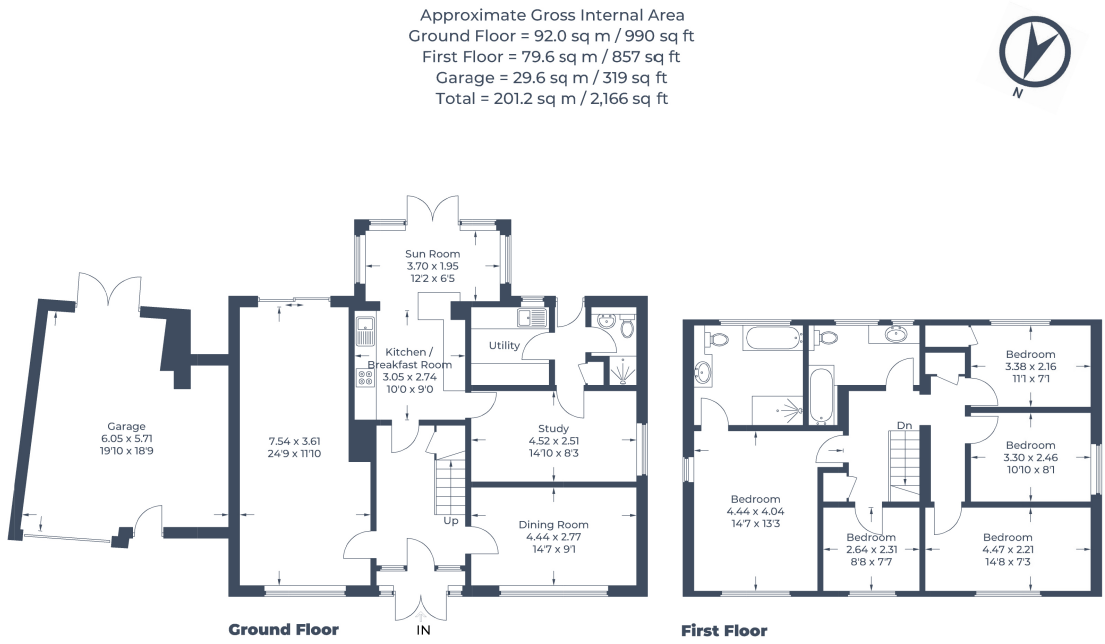 Approximate Gross Internal Area
Ground Floor = 92.0 sq m / 990 sq ft
First Floor = 79.6 sq m / 857 sq ft
Garage = 29.6 sq m / 319 sq ft
Total = 201.2 sq m / 2,166 sq ft
N
Sun Room
3.70 x 1.95
12'2 x 6'5
Utility
Kitchen /
Breakfast Room
3.05 x 2.74
10'0 x 9'0
Garage
6.05 x 5.71
19'10 x 18'9
7.54 x 3.61
24'9 x 11'10
Study
4.52 x 2.51
14'10 x 8'3
Up
Dining Room
4.44 x 2.77
14'7 x 9'1
IN
Ground Floor
Bedroom
3.38 x 2.16
11'1 x 7'1
Dn
Bedroom
3.30 x 2.46
10'10 x 8'1
Bedroom
4.44 x 4.04
14'7 x 13'3
Bedroom
2.64 x 2.31
8'8 x 7'7
Bedroom
4.47 x 2.21
14'8 x 7'3
First Floor